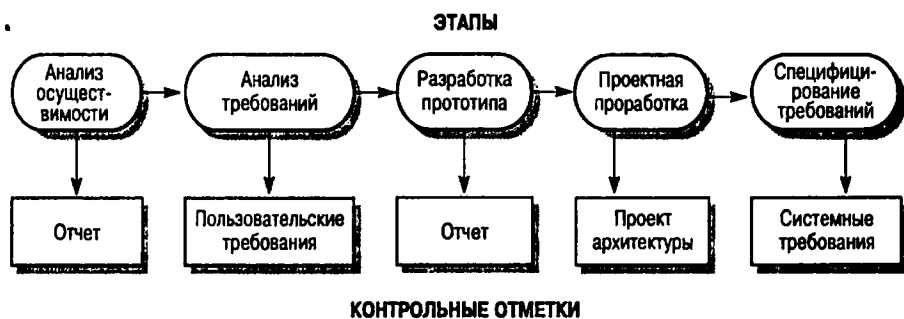 ЭТАПЫ
Анализ
осущест-
вимости
Анализ
требований
Разработка
прототипа
Проектная
проработка
Специфици-
рование
требований
Отчет
Пользовательские
требования
Отчет
Проект
архитектуры
Системные
требования
КОНТРОЛЬНЫЕ ОТМЕТКИ